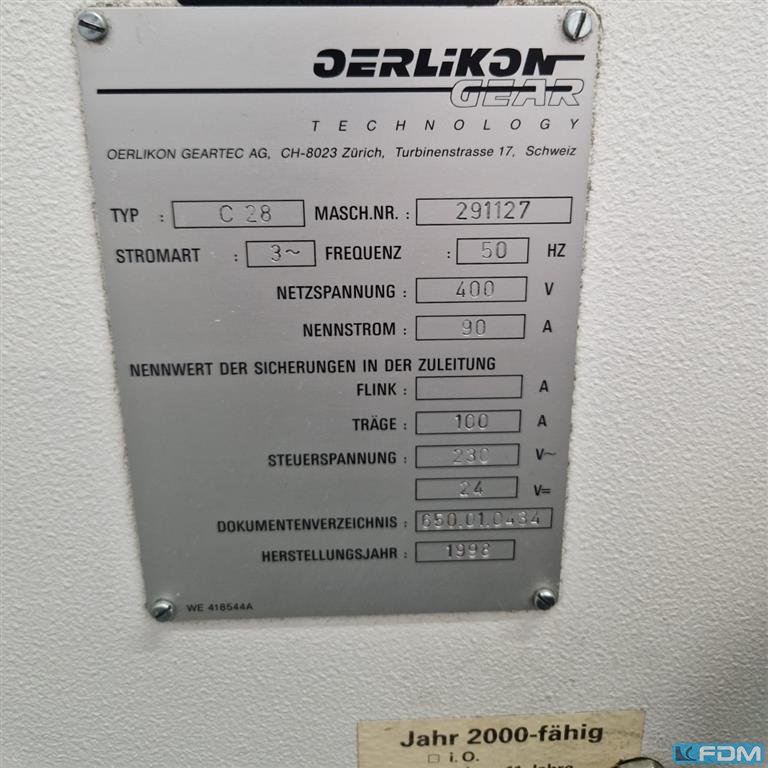 OERLIKON
GEAR
TECHNOLOGY
OERLIKON GEARTEC AG, CH-8023 Zürich, Turbinenstrasse 17, Schweiz
TYP : C 28 MASCH.NR. : 291127
STROMART : 3~ FREQUENZ : 50 HZ
NETZSPANNUNG : 400 V
NENNSTROM : 90 A
NENNWERT DER SICHERUNGEN IN DER ZULEITUNG
FLINK : A
TRÄGE : 100 A
STEUERSPANNUNG : 230 V~
24 V=
DOKUMENTENVERZEICHNIS : 650.01.0434
HERSTELLUNGSJAHR : 1998
WE 416544A
Jahr 2000-fähig
□ i.O.
Jahre
FDM